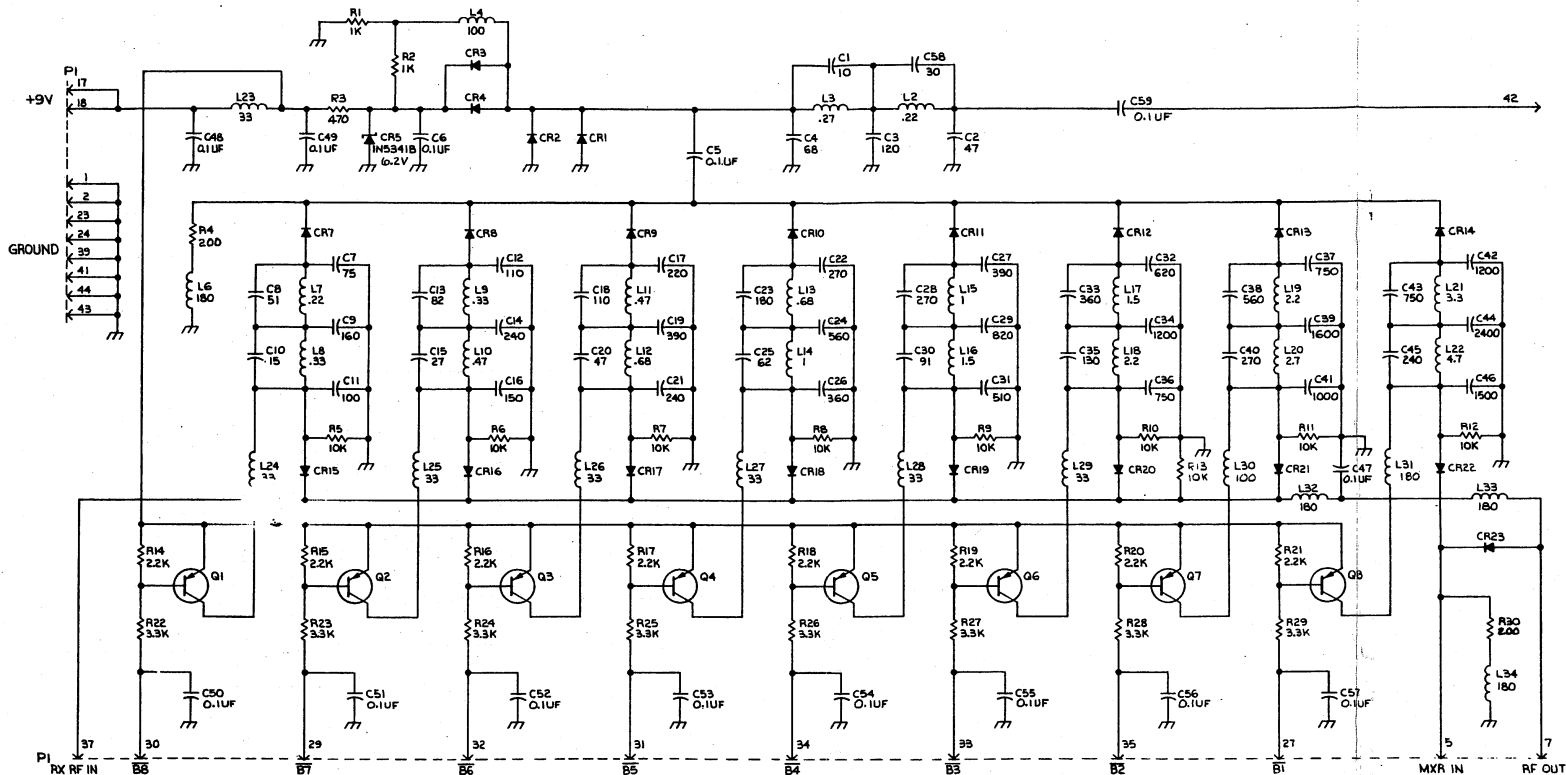 R1
1K
L4
100
R2
1K
CR3
CR4
P1
17
+9V
18
L23
33
R3
470
C48
0.1UF
C49
0.1UF
CR5
1N5341B
6.2V
C6
0.1UF
CR2
CR1
C5
0.1UF
C1
10
C58
30
L3
.27
L2
.22
C4
68
C3
120
C2
47
C59
0.1UF
42
1
2
23
24
GROUND
39
41
44
43
R4
200
L6
180
CR7
CR8
CR9
CR10
CR11
CR12
CR13
CR14
C7
75
C8
51
L7
.22
C9
160
C10
15
L8
.33
C11
100
R5
10K
L24
CR15
C12
110
C13
82
L9
.33
C14
240
C15
27
L10
.47
C16
150
R6
10K
L25
33
CR16
C17
220
C18
110
L11
.47
C19
390
C20
47
L12
.68
C21
240
R7
10K
L26
33
CR17
C22
270
C23
180
L13
.68
C24
560
C25
62
L14
1
C26
360
R8
10K
L27
33
CR18
C27
390
C28
270
L15
1
C29
820
C30
91
L16
1.5
C31
510
R9
10K
L28
33
CR19
C32
620
C33
360
L17
1.5
C34
1200
C35
130
L18
2.2
C36
750
R10
10K
L29
33
CR20
R13
10K
C37
750
C38
560
L19
2.2
C39
1600
C40
270
L20
2.7
C41
1000
R11
10K
L30
100
CR21
C47
0.1UF
C42
1200
C43
750
L21
3.3
C44
2400
C45
240
L22
4.7
C46
1500
R12
10K
L31
180
CR22
L32
180
L33
180
CR23
R14
2.2K
Q1
R15
2.2K
Q2
R16
2.2K
Q3
R17
2.2K
Q4
R18
2.2K
Q5
R19
2.2K
Q6
R20
2.2K
Q7
R21
2.2K
Q8
R22
3.3K
R23
3.3K
R24
3.3K
R25
3.3K
R26
3.3K
R27
3.3K
R28
3.3K
R29
3.3K
R30
200
L34
180
C50
0.1UF
C51
0.1UF
C52
0.1UF
C53
0.1UF
C54
0.1UF
C55
0.1UF
C56
0.1UF
C57
0.1UF
37
30
29
32
31
34
33
35
27
5
7
P1
RX RF IN
B8
B7
B6
B5
B4
B3
B2
B1
MXR IN
RF OUT